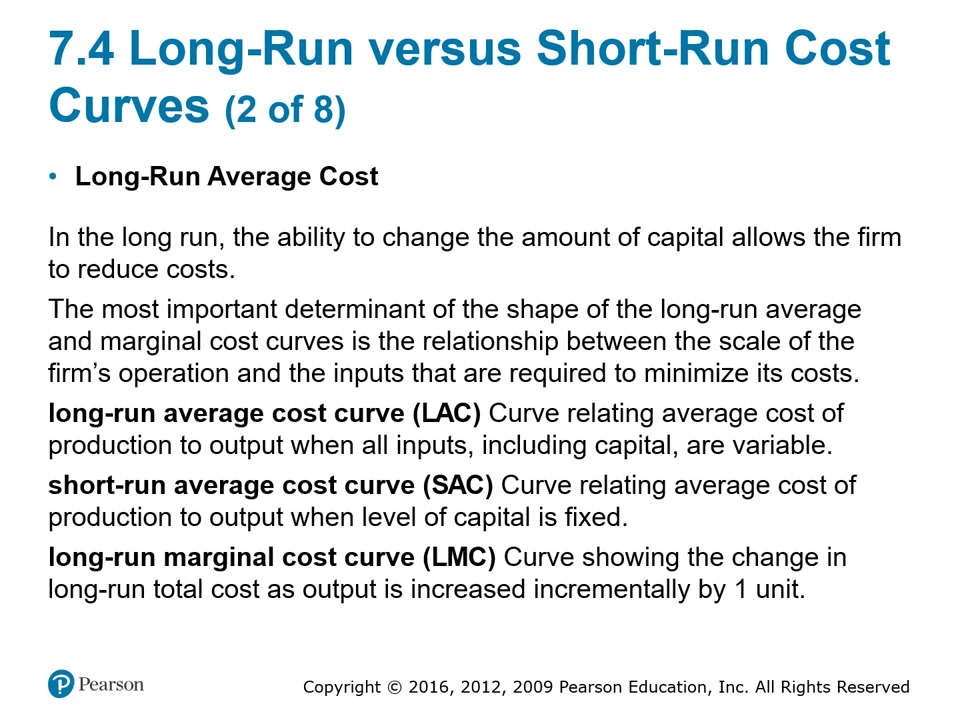 7.4 Long-Run versus Short-Run Cost
Curves (2 of 8)
• Long-Run Average Cost
In the long run, the ability to change the amount of capital allows the firm
to reduce costs.
The most important determinant of the shape of the long-run average
and marginal cost curves is the relationship between the scale of the
firm’s operation and the inputs that are required to minimize its costs.
long-run average cost curve (LAC) Curve relating average cost of
production to output when all inputs, including capital, are variable.
short-run average cost curve (SAC) Curve relating average cost of
production to output when level of capital is fixed.
long-run marginal cost curve (LMC) Curve showing the change in
long-run total cost as output is increased incrementally by 1 unit.
P Pearson
Copyright © 2016, 2012, 2009 Pearson Education, Inc. All Rights Reserved